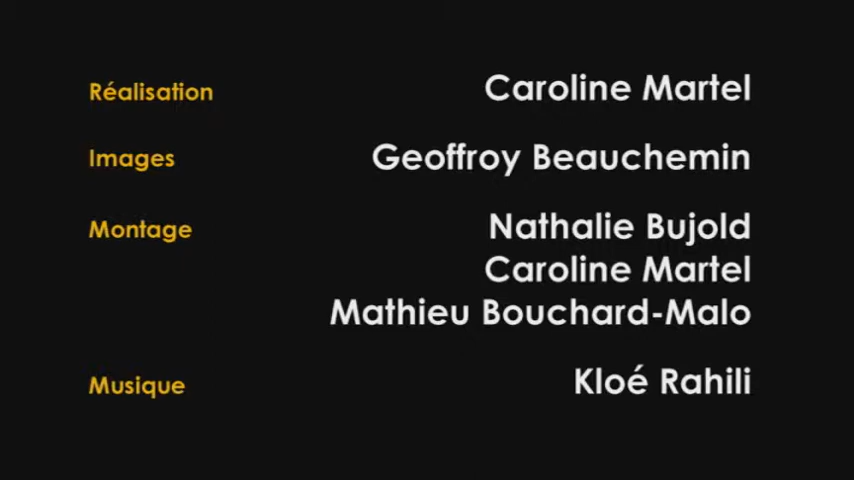 Réalisation Caroline Martel
Images Geoffroy Beauchemin
Montage Nathalie Bujold
Caroline Martel
Mathieu Bouchard-Malo
Musique Kloé Rahili